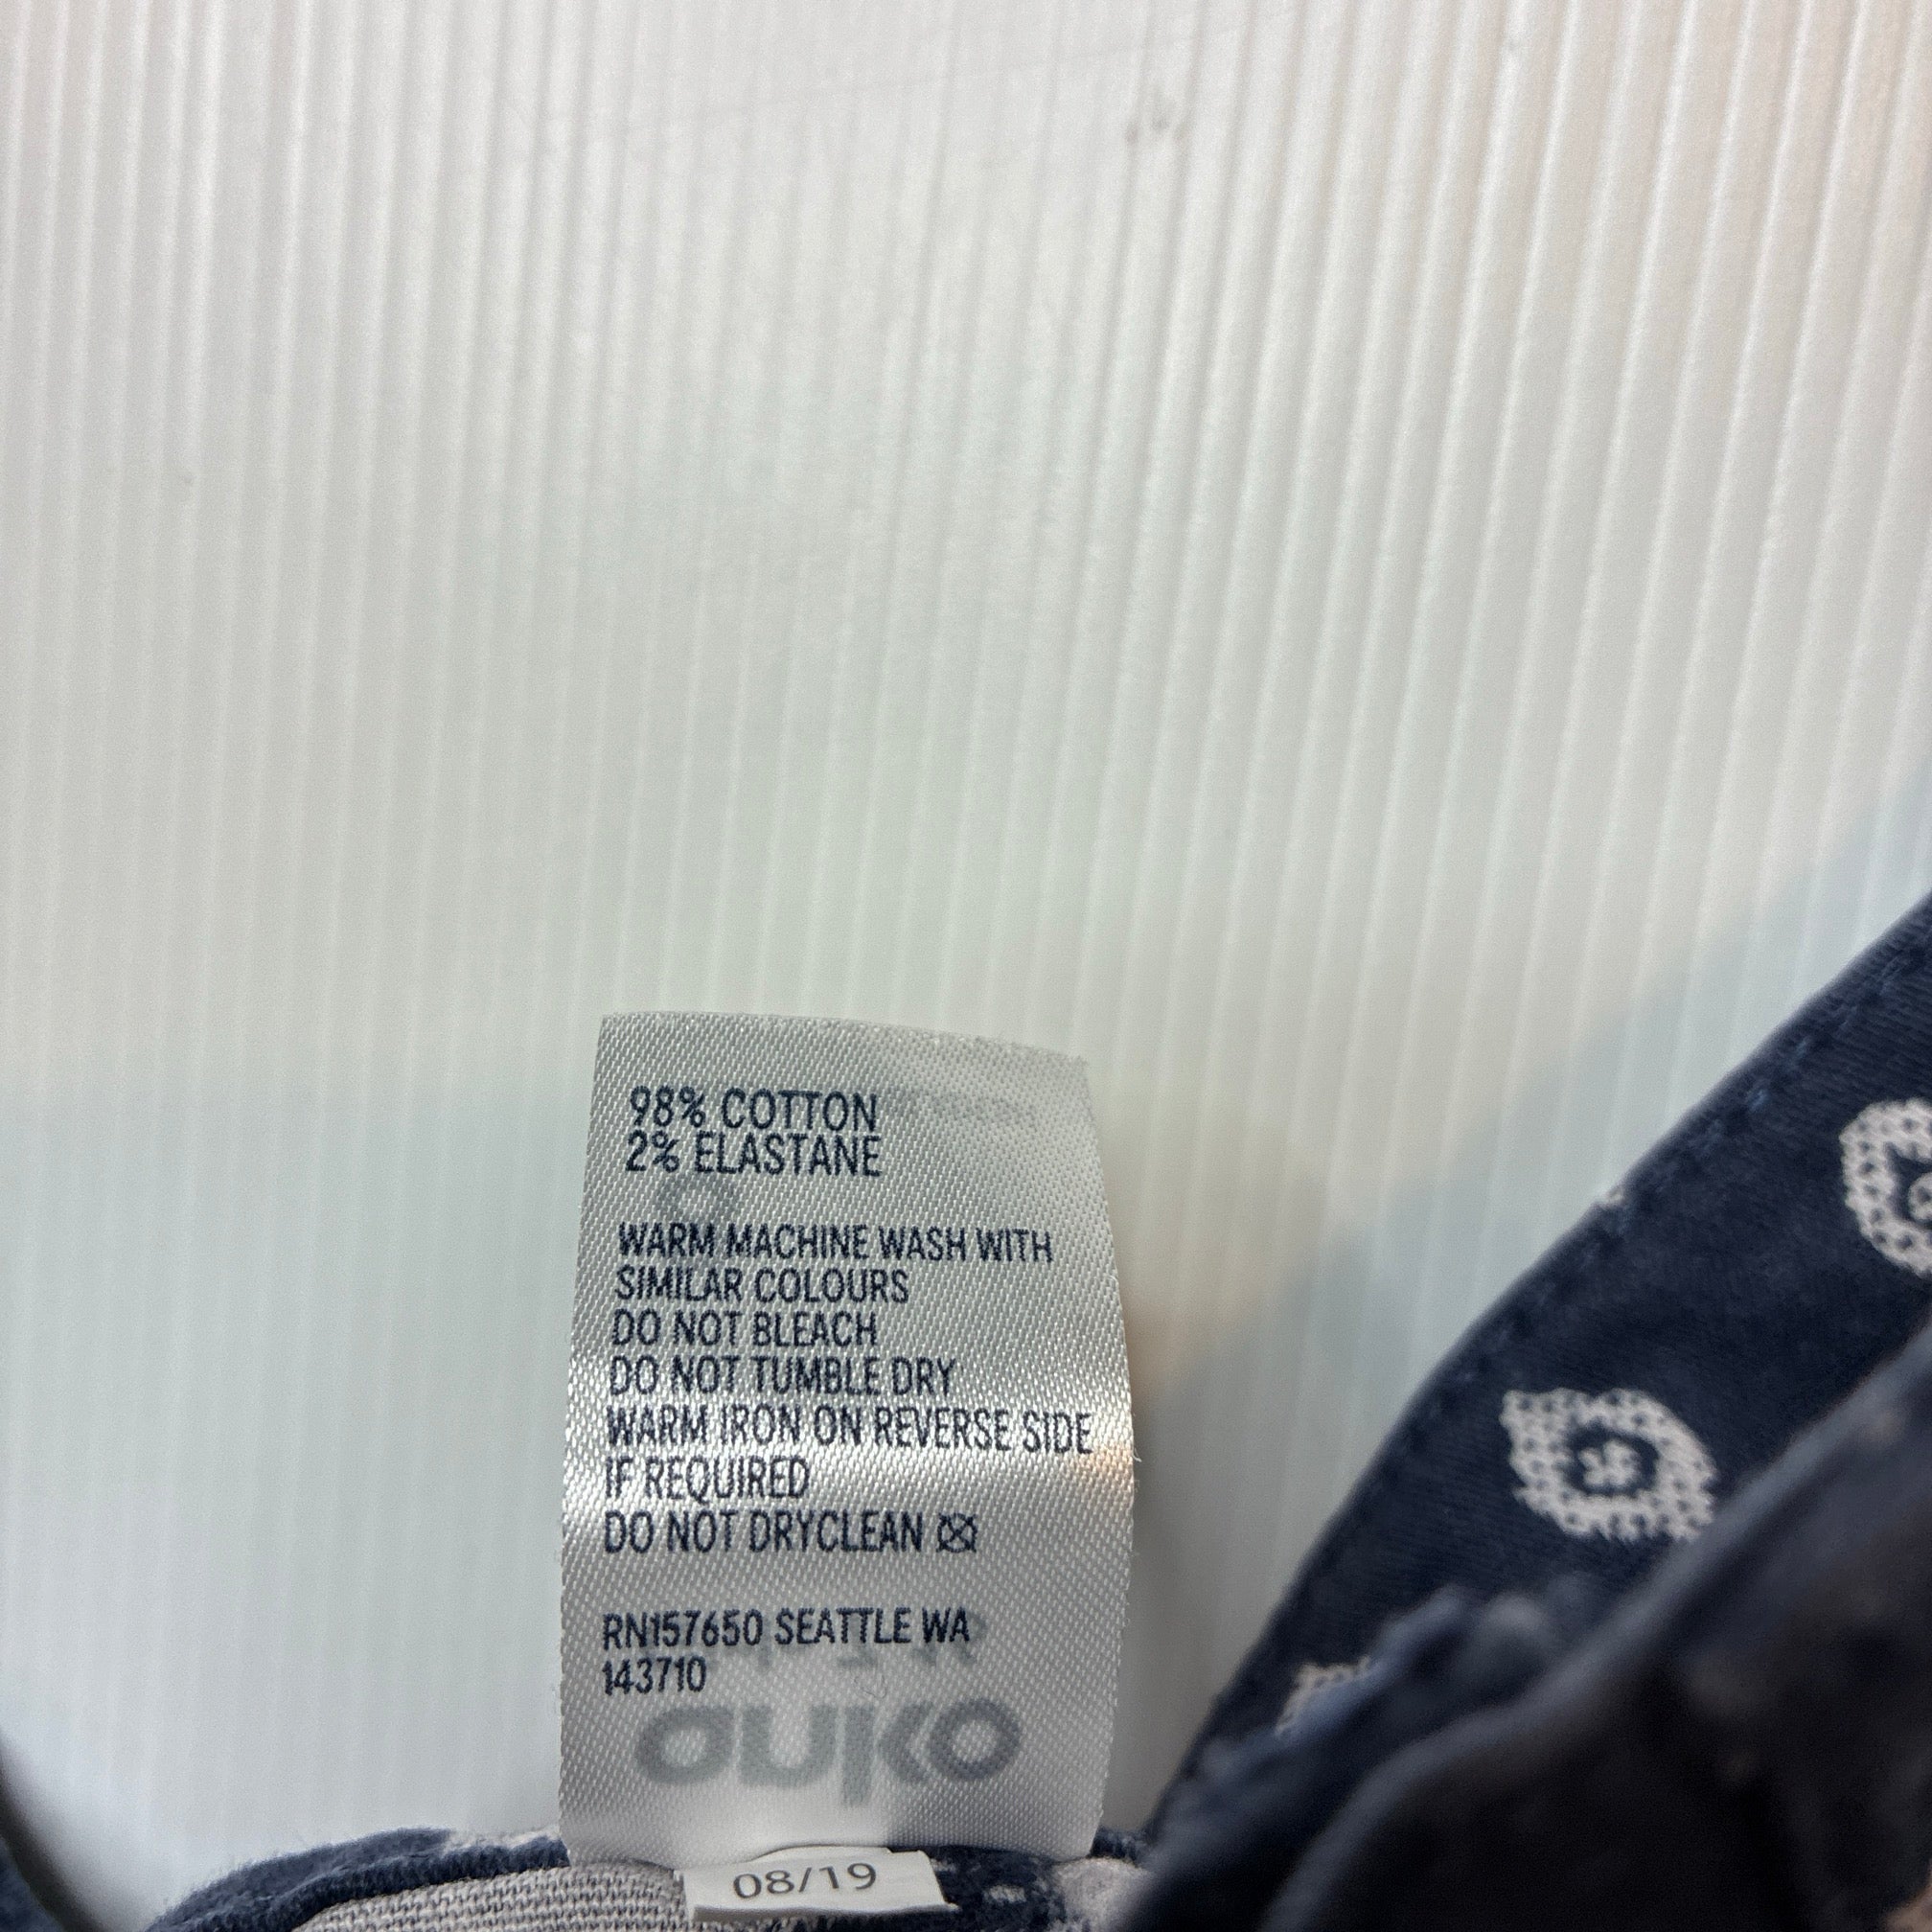 98% COTTON
2% ELASTANE
WARM MACHINE WASH WITH
SIMILAR COLOURS
DO NOT BLEACH
DO NOT TUMBLE DRY
WARM IRON ON REVERSE SIDE
IF REQUIRED
DO NOT DRYCLEAN
RN157650 SEATTLE WA
143710
08/19